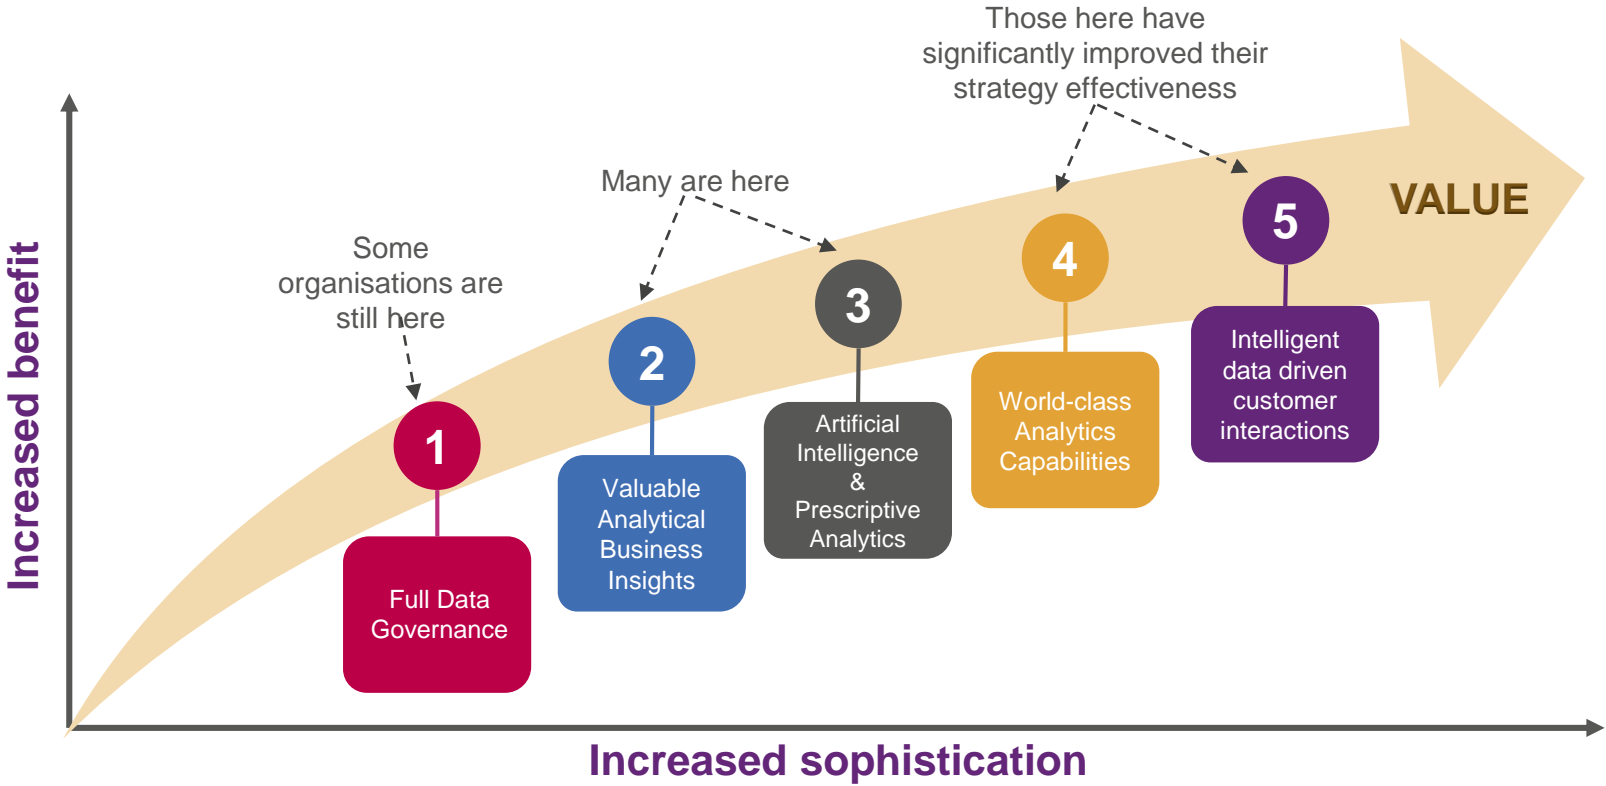 Those here have
significantly improved their
strategy effectiveness
Many are here
Some
organisations are
still here
VALUE
1
2
3
4
5
Full Data
Governance
Valuable
Analytical
Business
Insights
Artificial
Intelligence
&
Prescriptive
Analytics
World-class
Analytics
Capabilities
Intelligent
data driven
customer
interactions
Increased benefit
Increased sophistication